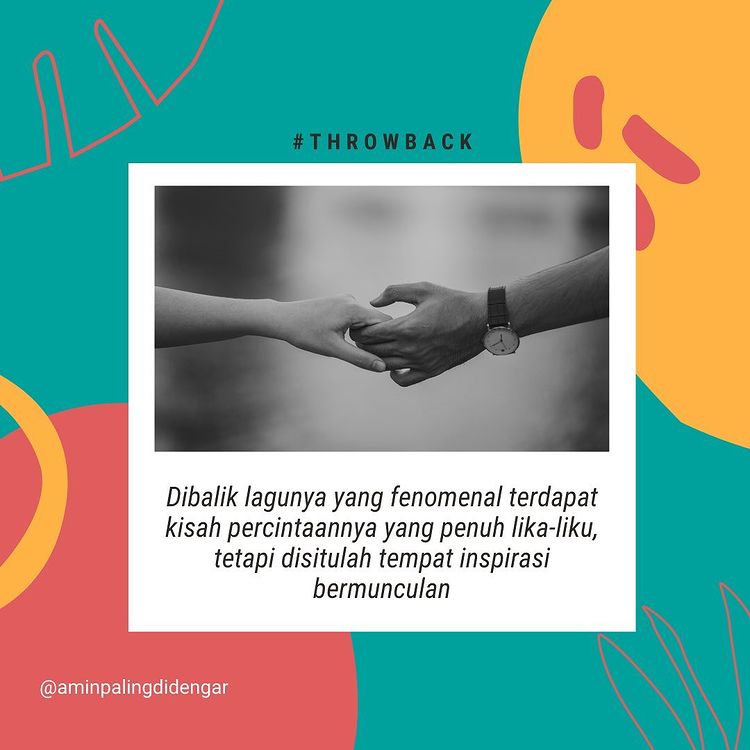 #THROWBACK
Dibalik lagunya yang fenomenal terdapat
kisah percintaannya yang penuh lika-liku,
tetapi disitulah tempat inspirasi
bermunculan
@aminpalingdidengar